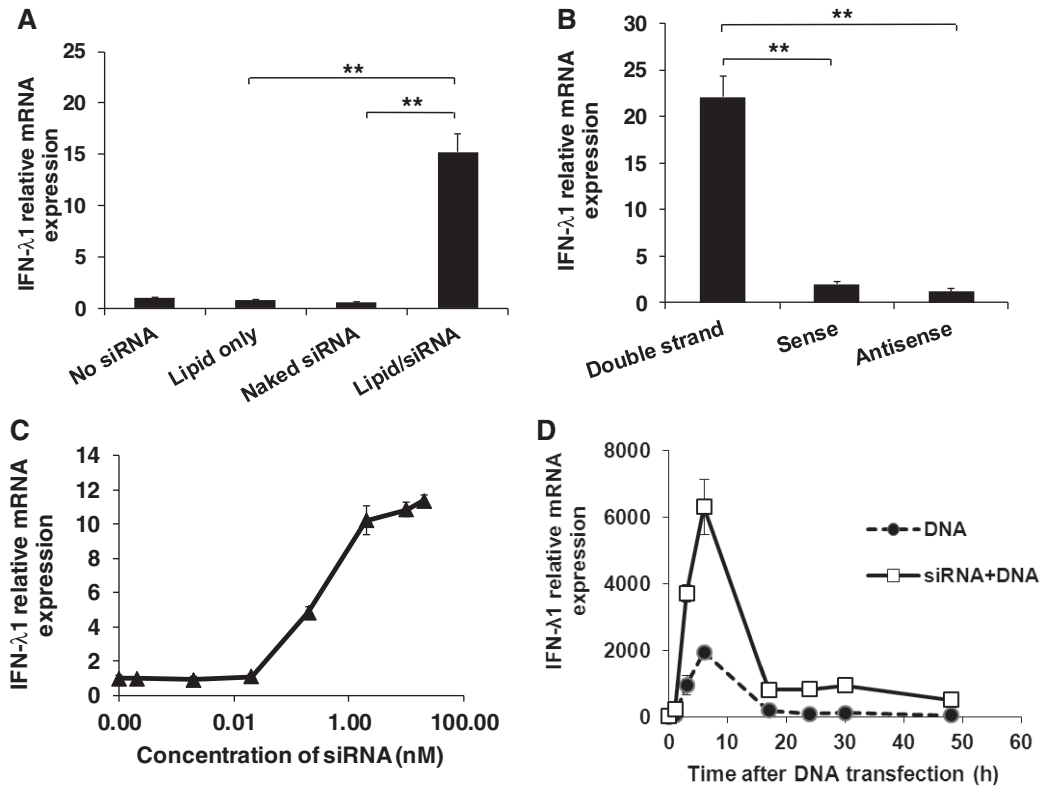 A
IFN-λ1 relative mRNA
expression
25
20
15
10
5
0
**
**
No siRNA
Lipid only
Naked siRNA
Lipid/siRNA
B
IFN-λ1 relative mRNA
expression
30
25
20
15
10
5
0
**
**
Double strand
Sense
Antisense
C
IFN-λ1 relative mRNA
expression
14
12
10
8
6
4
2
0
0.00
0.01
1.00
100.00
Concentration of siRNA (nM)
D
IFN-λ1 relative mRNA
expression
8000
6000
4000
2000
0
DNA
siRNA+DNA
0
10
20
30
40
50
60
Time after DNA transfection (h)